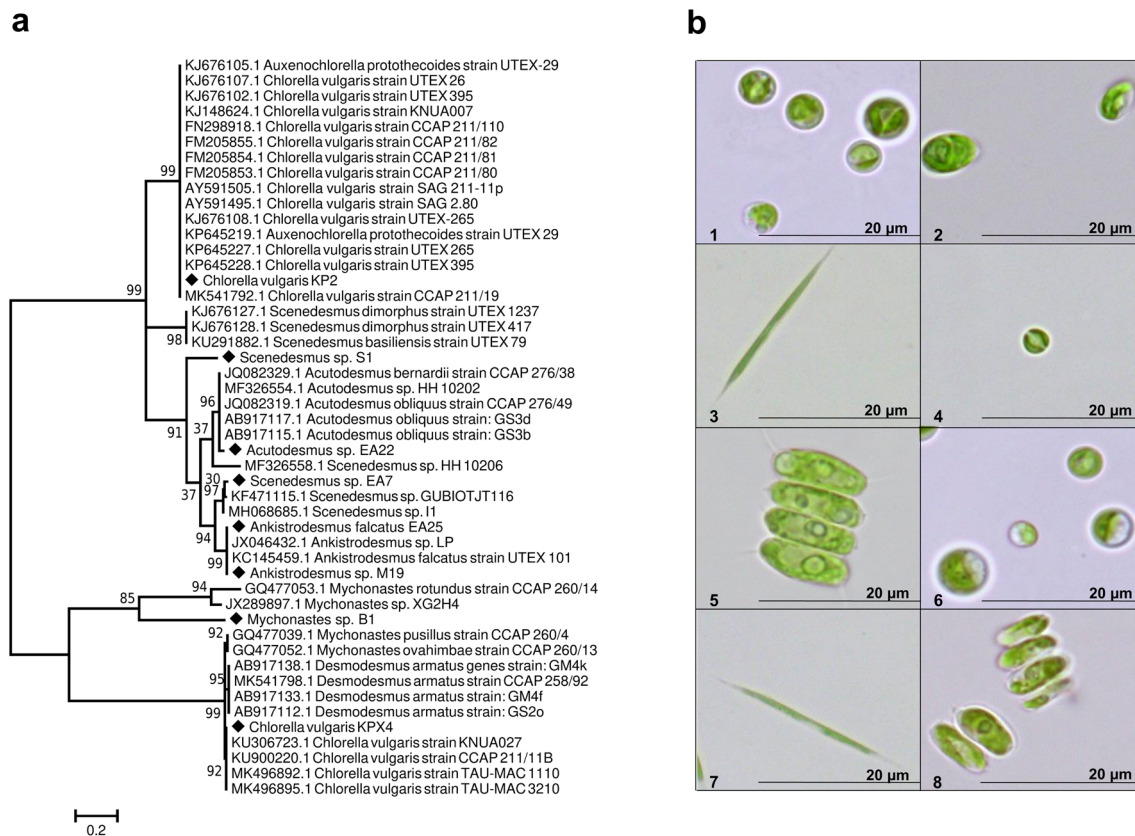 a
KJ676105.1 Auxenochlorella protothecoides strain UTEX-29
KJ676107.1 Chlorella vulgaris strain UTEX 26
KJ676102.1 Chlorella vulgaris strain UTEX 395
KJ148624.1 Chlorella vulgaris strain KNUA007
FN298918.1 Chlorella vulgaris strain CCAP 211/110
FM205855.1 Chlorella vulgaris strain CCAP 211/82
FM205854.1 Chlorella vulgaris strain CCAP 211/81
FM205853.1 Chlorella vulgaris strain CCAP 211/80
AY591505.1 Chlorella vulgaris strain SAG 211-11p
AY591495.1 Chlorella vulgaris strain SAG 2.80
KJ676108.1 Chlorella vulgaris strain UTEX-265
KP645219.1 Auxenochlorella protothecoides strain UTEX 29
KP645227.1 Chlorella vulgaris strain UTEX 265
KP645228.1 Chlorella vulgaris strain UTEX 395
Chlorella vulgaris KP2
MK541792.1 Chlorella vulgaris strain CCAP 211/19
KJ676127.1 Scenedesmus dimorphus strain UTEX 1237
KJ676128.1 Scenedesmus dimorphus strain UTEX 417
KU291882.1 Scenedesmus basiliensis strain UTEX 79
Scenedesmus sp. S1
JQ082329.1 Acutodesmus bernardii strain CCAP 276/38
MF326554.1 Acutodesmus sp. HH 10202
JQ082319.1 Acutodesmus obliquus strain CCAP 276/49
AB917117.1 Acutodesmus obliquus strain: GS3d
AB917115.1 Acutodesmus obliquus strain: GS3b
Acutodesmus sp. EA22
MF326558.1 Scenedesmus sp. HH 10206
Scenedesmus sp. EA7
KF471115.1 Scenedesmus sp. GUBIOTJT116
MH068685.1 Scenedesmus sp. I1
Ankistrodesmus falcatus EA25
JX046432.1 Ankistrodesmus sp. LP
KC145459.1 Ankistrodesmus falcatus strain UTEX 101
Ankistrodesmus sp. M19
GQ477053.1 Mychonastes rotundus strain CCAP 260/14
JX289897.1 Mychonastes sp. XG2H4
Mychonastes sp. B1
GQ477039.1 Mychonastes pusillus strain CCAP 260/4
GQ477052.1 Mychonastes ovahimbae strain CCAP 260/13
AB917138.1 Desmodesmus armatus genes strain: GM4k
MK541798.1 Desmodesmus armatus strain CCAP 258/92
AB917133.1 Desmodesmus armatus strain: GM4f
AB917112.1 Desmodesmus armatus strain: GS2o
Chlorella vulgaris KPX4
KU306723.1 Chlorella vulgaris strain KNUA027
KU900220.1 Chlorella vulgaris strain CCAP 211/11B
MK496892.1 Chlorella vulgaris strain TAU-MAC 1110
MK496895.1 Chlorella vulgaris strain TAU-MAC 3210
99
99
98
91
96
37
30
97
37
94
99
94
85
92
95
99
92
0.2
b
1 20 µm
2 20 µm
3 20 µm
4 20 µm
5 20 µm
6 20 µm
7 20 µm
8 20 µm